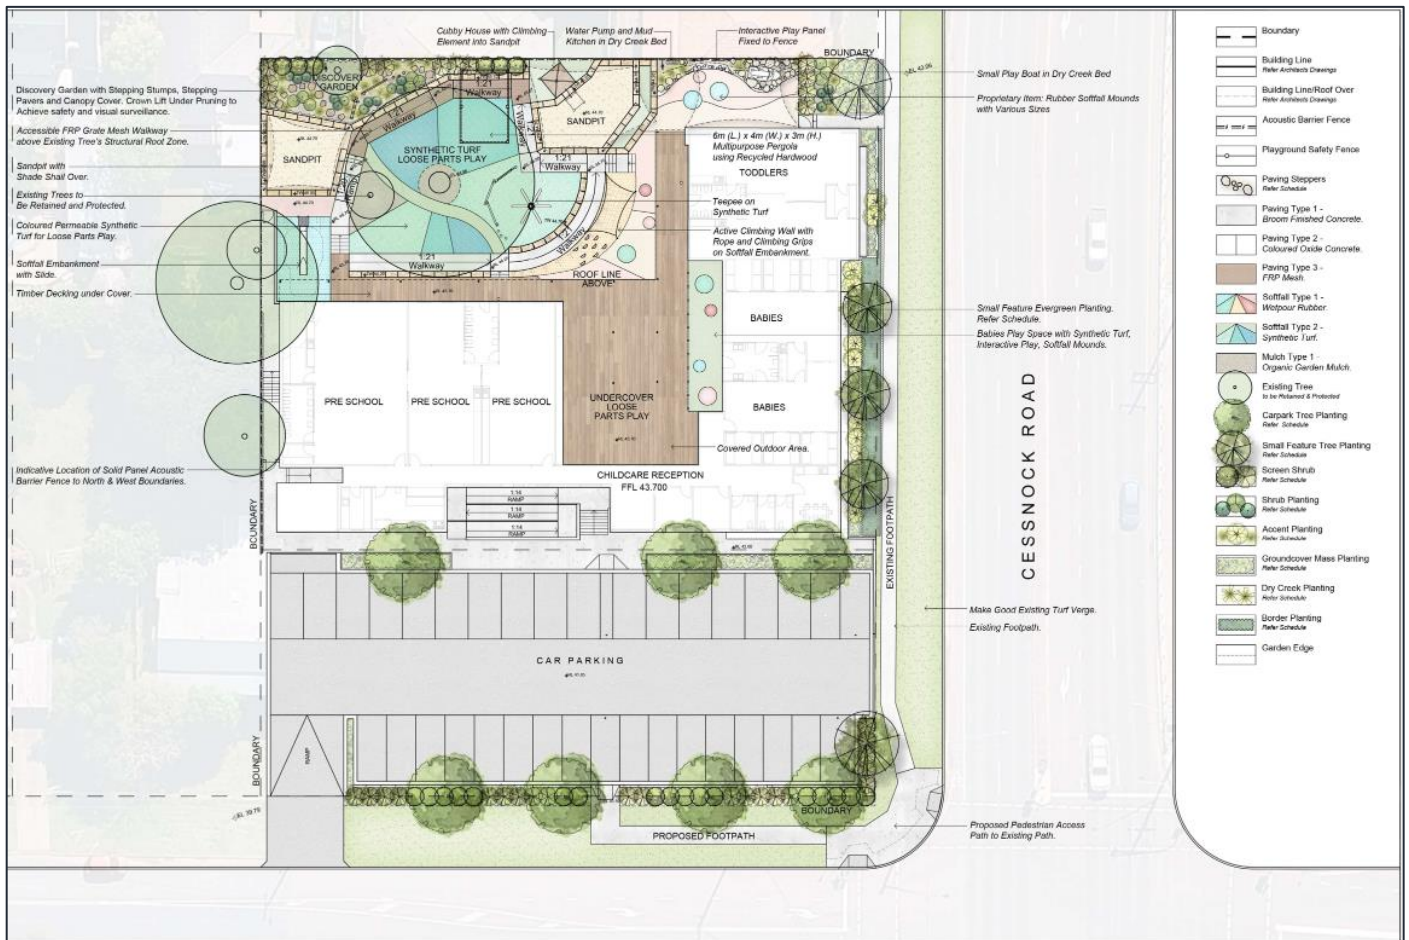 Cubby House with Climbing
Element into Sandpit
Water Pump and Mud
Kitchen in Dry Creek Bed
Interactive Play Panel
Fixed to Fence
BOUNDARY
Discovery Garden with Stepping Stumps, Stepping
Pavers and Canopy Cover. Crown Lift Under Pruning to
Achieve safety and visual surveillance.
Accessible FRP Grate Mesh Walkway
above Existing Tree's Structural Root Zone.
Sandpit with
Shade Shail Over.
Existing Trees to
Be Retained and Protected.
Coloured Permeable Synthetic
Turf for Loose Parts Play.
Softfall Embankment
with Slide.
Timber Decking under Cover.
Indicative Location of Solid Panel Acoustic
Barrier Fence to North & West Boundaries.
DISCOVERY
GARDEN
1:21
Walkway
SANDPIT
SANDPIT
SYNTHETIC TURF
LOOSE PARTS PLAY
1:21
Walkway
1:21
Walkway
Walkway
ROOF LINE
ABOVE
6m (L.) x 4m (W.) x 3m (H.)
Multipurpose Pergola
using Recycled Hardwood
TODDLERS
Teepee on
Synthetic Turf
Active Climbing Wall with
Rope and Climbing Grips
on Softfall Embankment.
BABIES
BABIES
PRE SCHOOL
PRE SCHOOL
PRE SCHOOL
UNDERCOVER
LOOSE
PARTS PLAY
Covered Outdoor Area.
CHILDCARE RECEPTION
FFL 43.700
1:14
RAMP
1:14
RAMP
1:14
RAMP
BOUNDARY
EXISTING FOOTPATH
CAR PARKING
BOUNDARY
RAMP
BOUNDARY
PROPOSED FOOTPATH
Small Play Boat in Dry Creek Bed
Proprietary Item: Rubber Softfall Mounds
with Various Sizes
Small Feature Evergreen Planting.
Refer Schedule.
Babies Play Space with Synthetic Turf,
Interactive Play, Softfall Mounds.
CESSNOCK ROAD
Make Good Existing Turf Verge.
Existing Footpath.
Proposed Pedestrian Access
Path to Existing Path.
Boundary
Building Line
Refer Architects Drawings
Building Line/Roof Over
Refer Architects Drawings
Acoustic Barrier Fence
Playground Safety Fence
Paving Steppers
Refer Schedule
Paving Type 1 -
Broom Finished Concrete.
Paving Type 2 -
Coloured Oxide Concrete.
Paving Type 3 -
FRP Mesh.
Softfall Type 1 -
Wetpour Rubber.
Softfall Type 2 -
Synthetic Turf.
Mulch Type 1 -
Organic Garden Mulch.
Existing Tree
to be Retained & Protected
Carpark Tree Planting
Refer Schedule
Small Feature Tree Planting
Refer Schedule
Screen Shrub
Refer Schedule
Shrub Planting
Refer Schedule
Accent Planting
Refer Schedule
Groundcover Mass Planting
Refer Schedule
Dry Creek Planting
Refer Schedule
Border Planting
Refer Schedule
Garden Edge